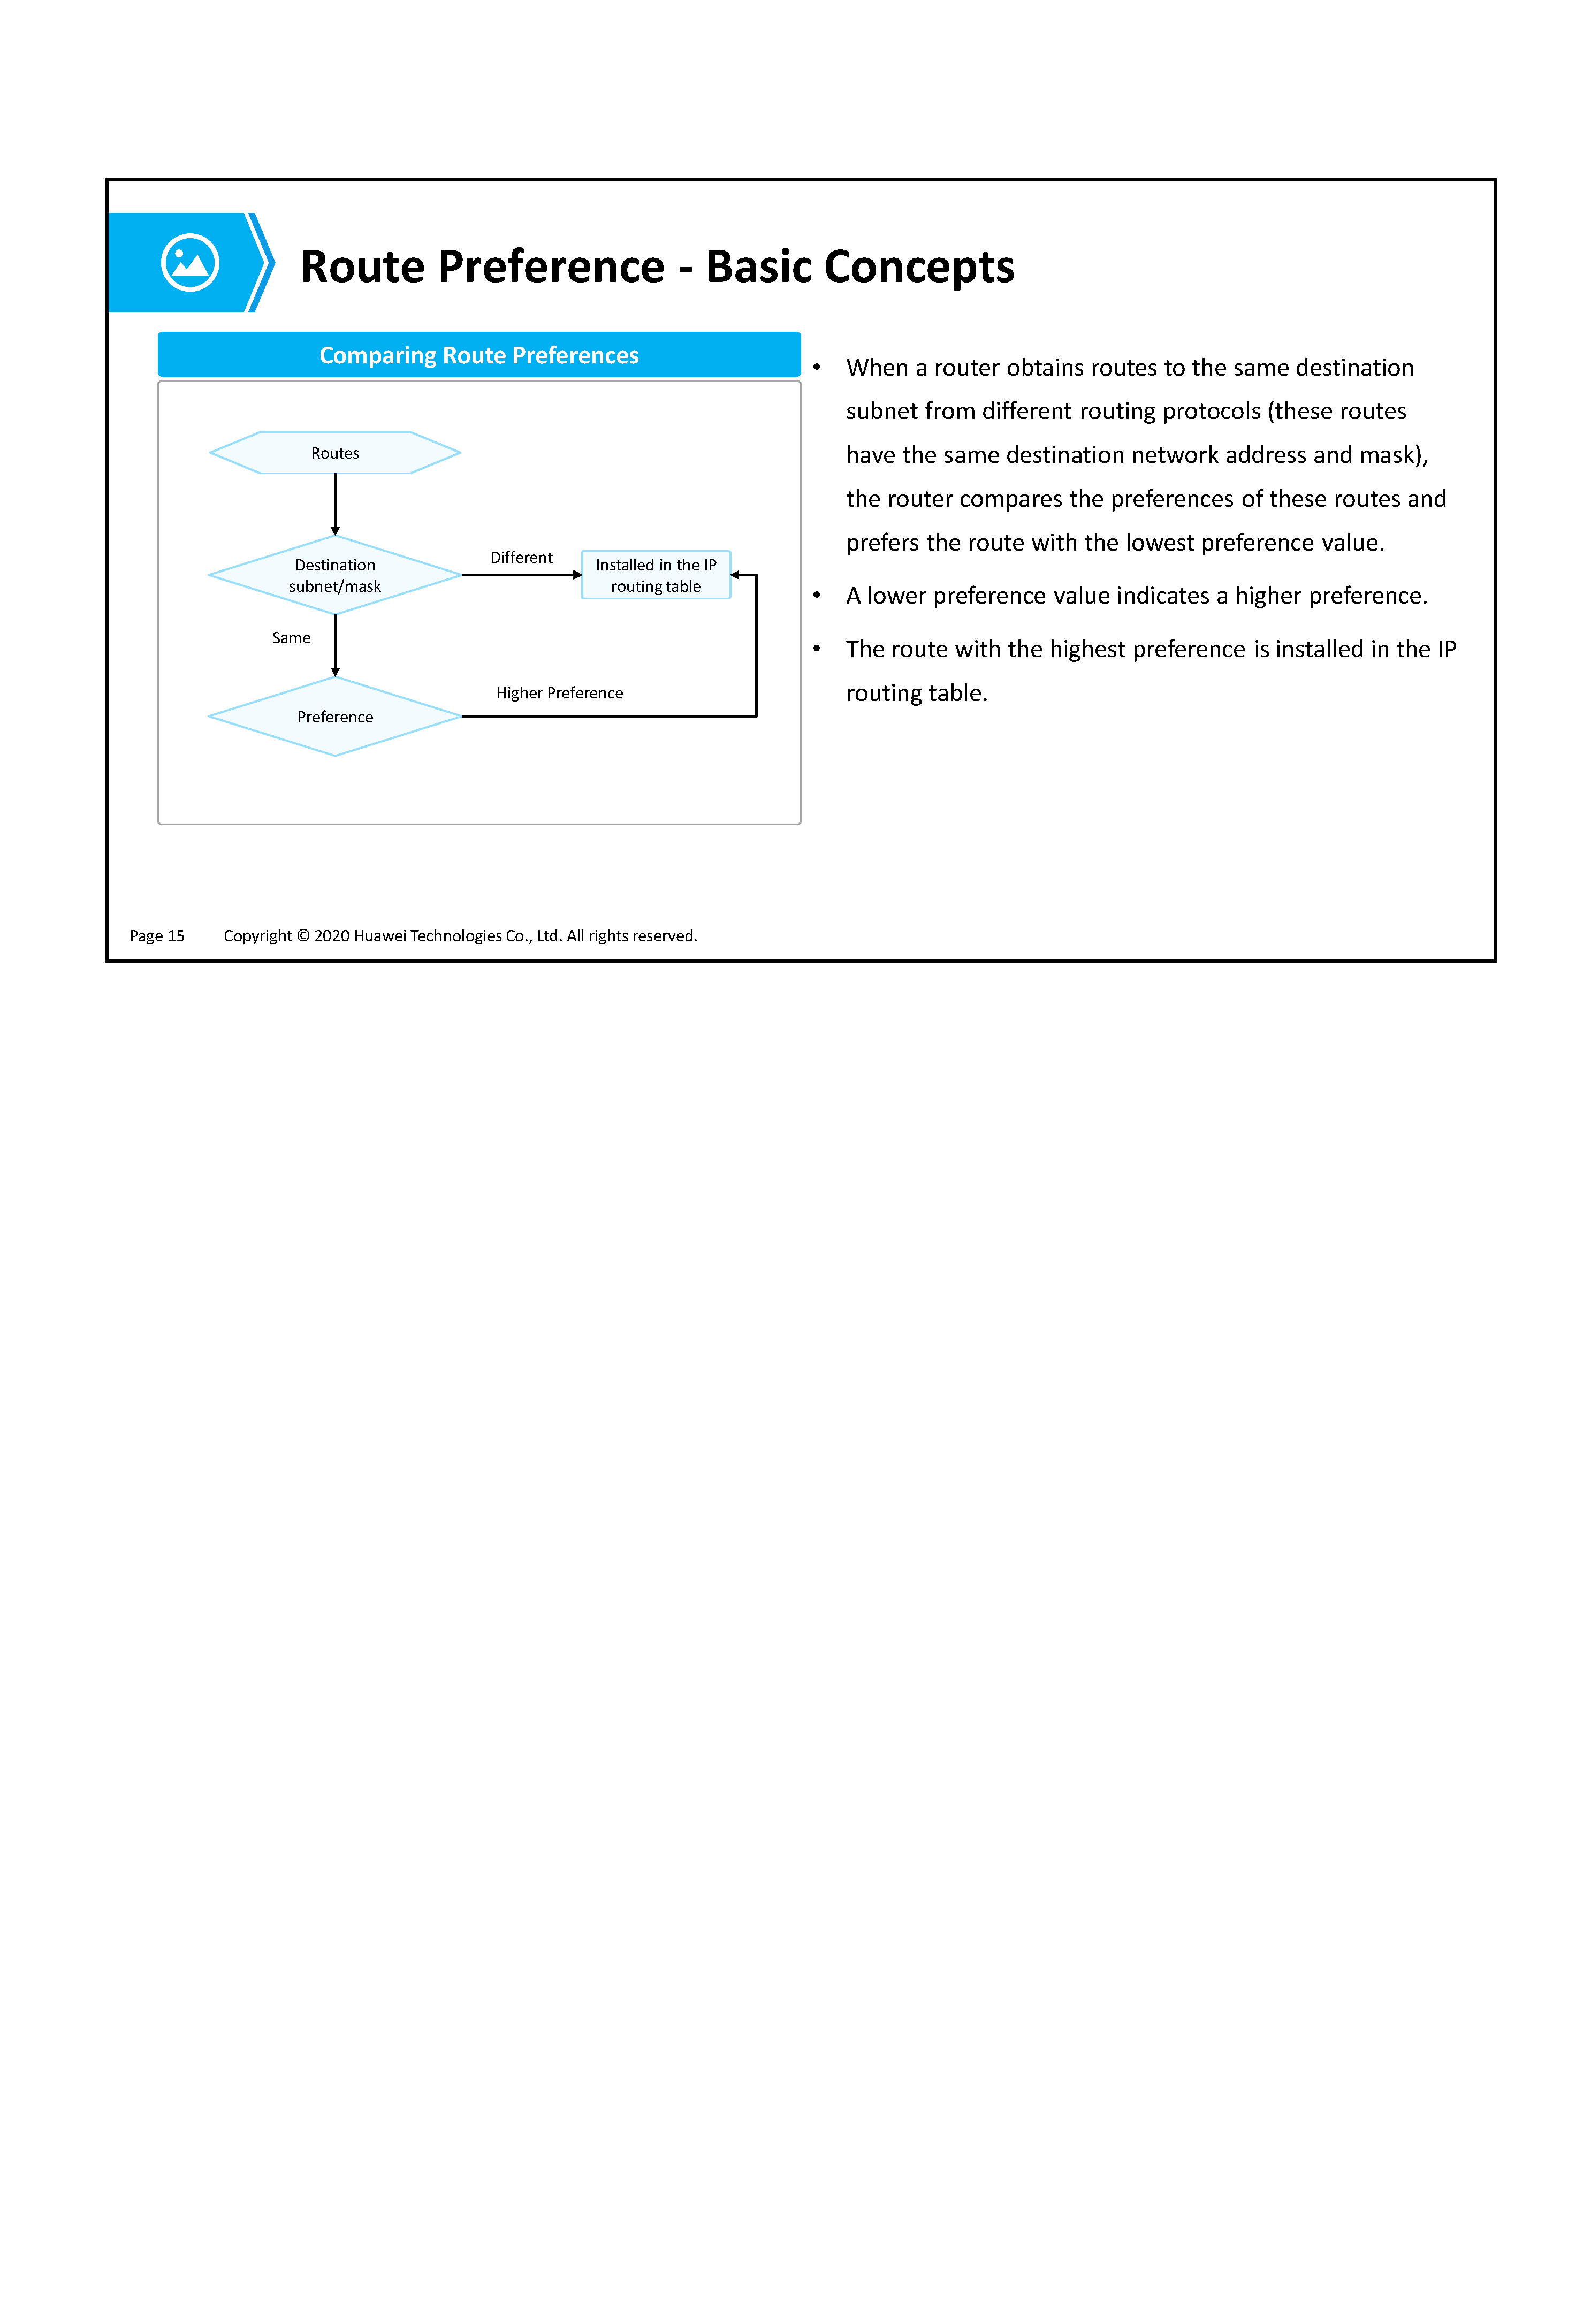 Route Preference - Basic Concepts
Comparing Route Preferences
Routes
Destination
subnet/mask
Different
Installed in the IP
routing table
Same
Preference
Higher Preference
• When a router obtains routes to the same destination
subnet from different routing protocols (these routes
have the same destination network address and mask),
the router compares the preferences of these routes and
prefers the route with the lowest preference value.
• A lower preference value indicates a higher preference.
• The route with the highest preference is installed in the IP
routing table.
Page 15 Copyright © 2020 Huawei Technologies Co., Ltd. All rights reserved.